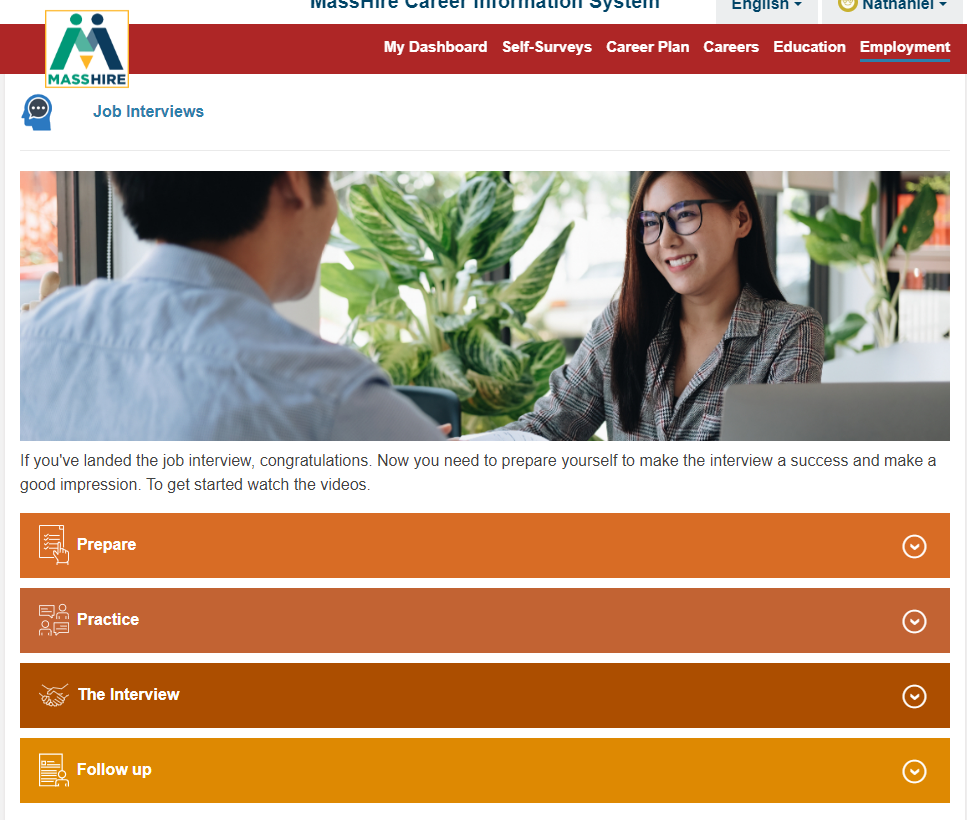 MassHire Career Information System
English
Nathaniel
MASSHIRE
My Dashboard Self-Surveys Career Plan Careers Education Employment
Job Interviews
If you've landed the job interview, congratulations. Now you need to prepare yourself to make the interview a success and make a
good impression. To get started watch the videos.
Prepare
Practice
The Interview
Follow up